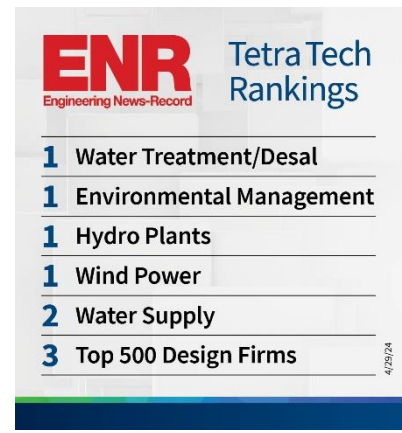 ENR
Engineering News-Record
Tetra Tech
Rankings
1 Water Treatment/Desal
1 Environmental Management
1 Hydro Plants
1 Wind Power
2 Water Supply
3 Top 500 Design Firms
4/29/24